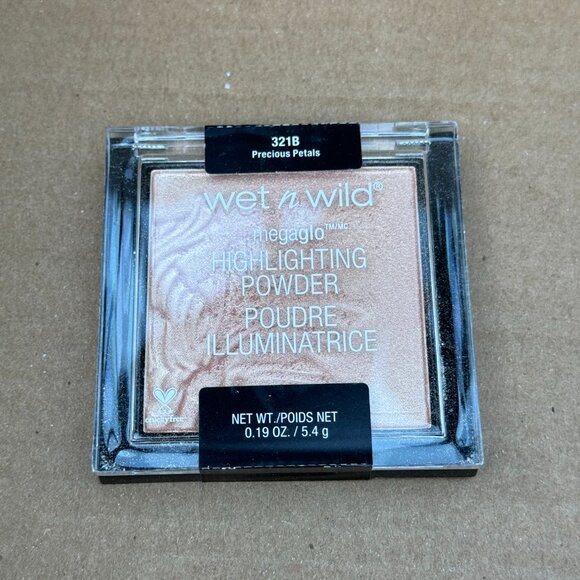 321B
Precious Petals
wet n wild®
megaglo™/MC
HIGHLIGHTING
POWDER
POUDRE
ILLUMINATRICE
crueltyfree
NET WT./POIDS NET
0.19 OZ. / 5.4 g